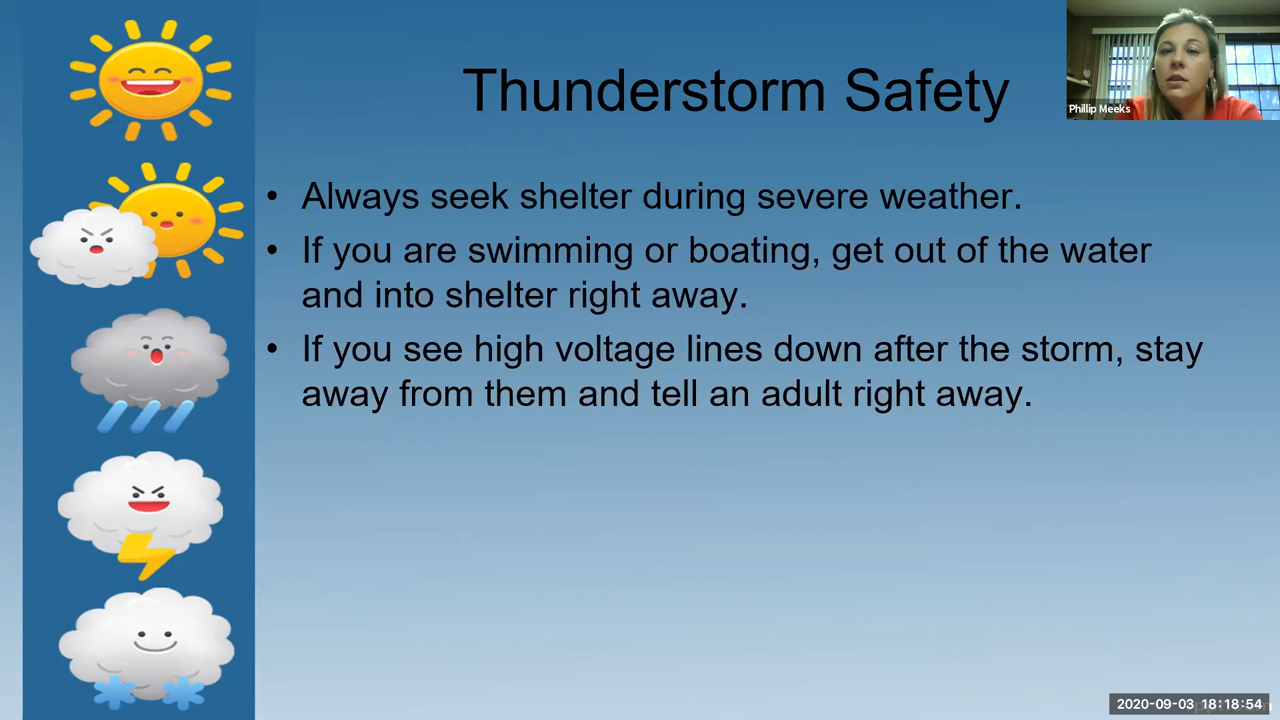 Thunderstorm Safety
Phillip Meeks
• Always seek shelter during severe weather.
• If you are swimming or boating, get out of the water
and into shelter right away.
• If you see high voltage lines down after the storm, stay
away from them and tell an adult right away.
2020-09-03 18:18:54